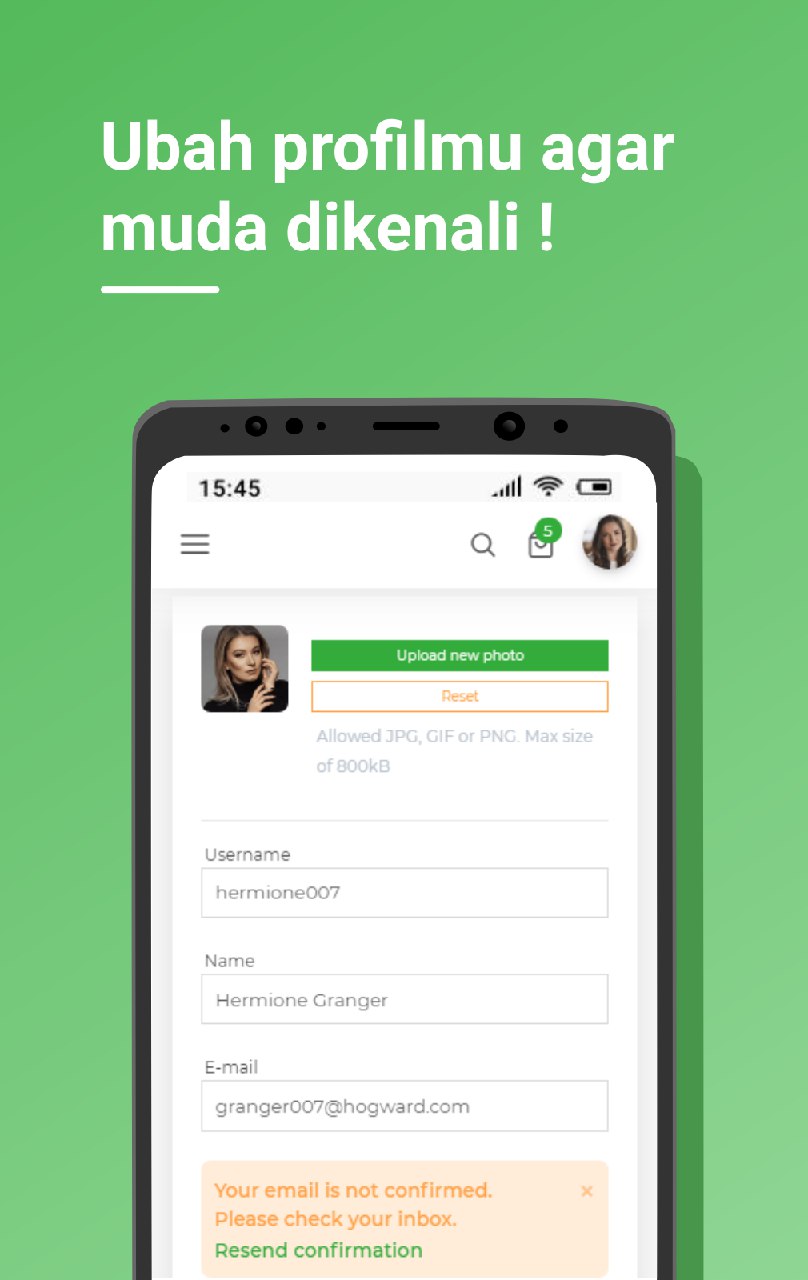 Ubah profilmu agar
muda dikenali !
15:45
5
Upload new photo
Reset
Allowed JPG, GIF or PNG. Max size
of 800kB
Username
hermione007
Name
Hermione Granger
E-mail
granger007@hogward.com
Your email is not confirmed.
×
Please check your inbox.
Resend confirmation